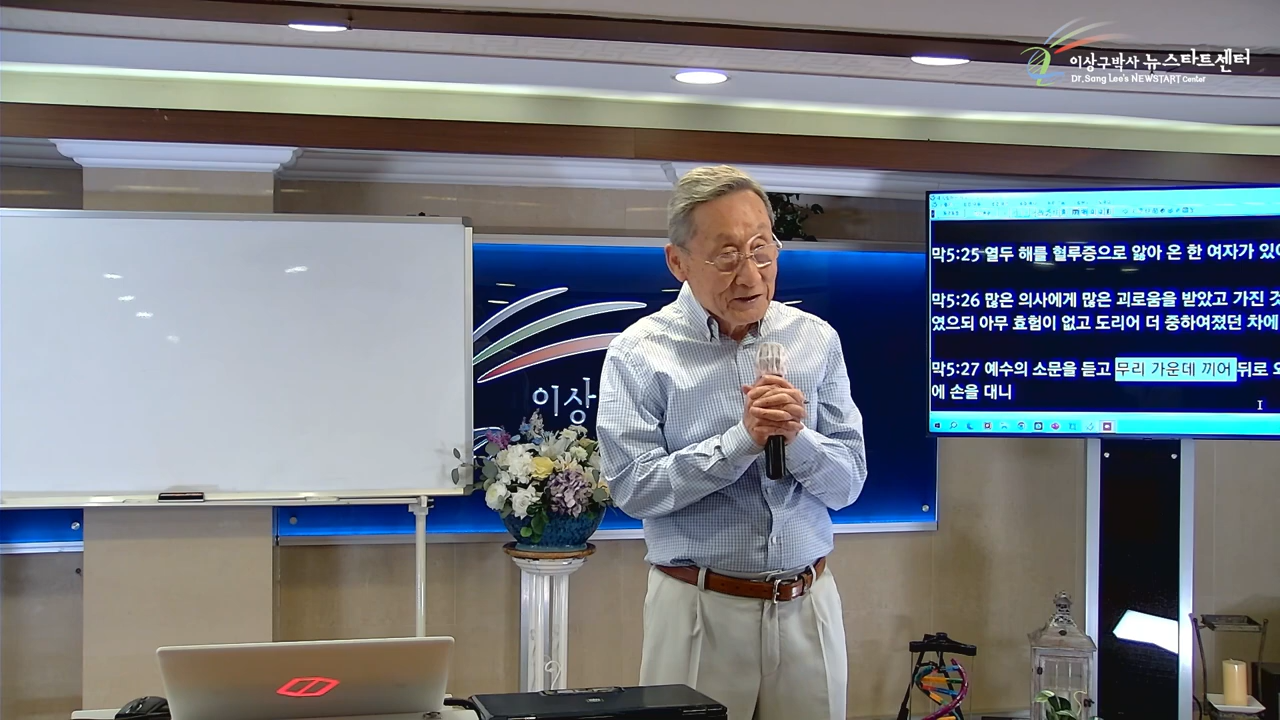 이상구박사 뉴스타트센터
Dr. Sang Lee's NEWSTART Center
막5:25 열두 해를 혈루증으로 앓아 온 한 여자가 있어
막5:26 많은 의사에게 많은 괴로움을 받았고 가진 것
였으되 아무 효험이 없고 도리어 더 중하여졌던 차에
막5:27 예수의 소문을 듣고 무리 가운데 끼어 뒤로
에 손을 대니
이상